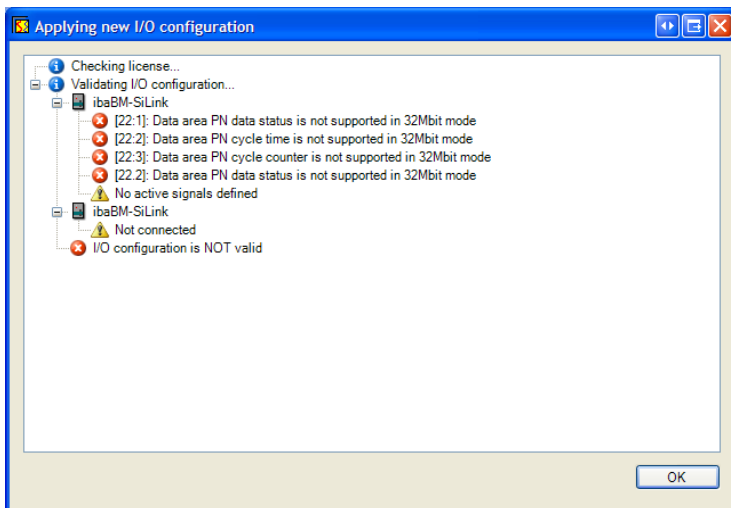 Applying new I/O configuration
Checking license...
Validating I/O configuration...
ibaBM-SiLink
[22:1]: Data area PN data status is not supported in 32Mbit mode
[22:2]: Data area PN cycle time is not supported in 32Mbit mode
[22:3]: Data area PN cycle counter is not supported in 32Mbit mode
[22.2]: Data area PN data status is not supported in 32Mbit mode
No active signals defined
ibaBM-SiLink
Not connected
I/O configuration is NOT valid
OK